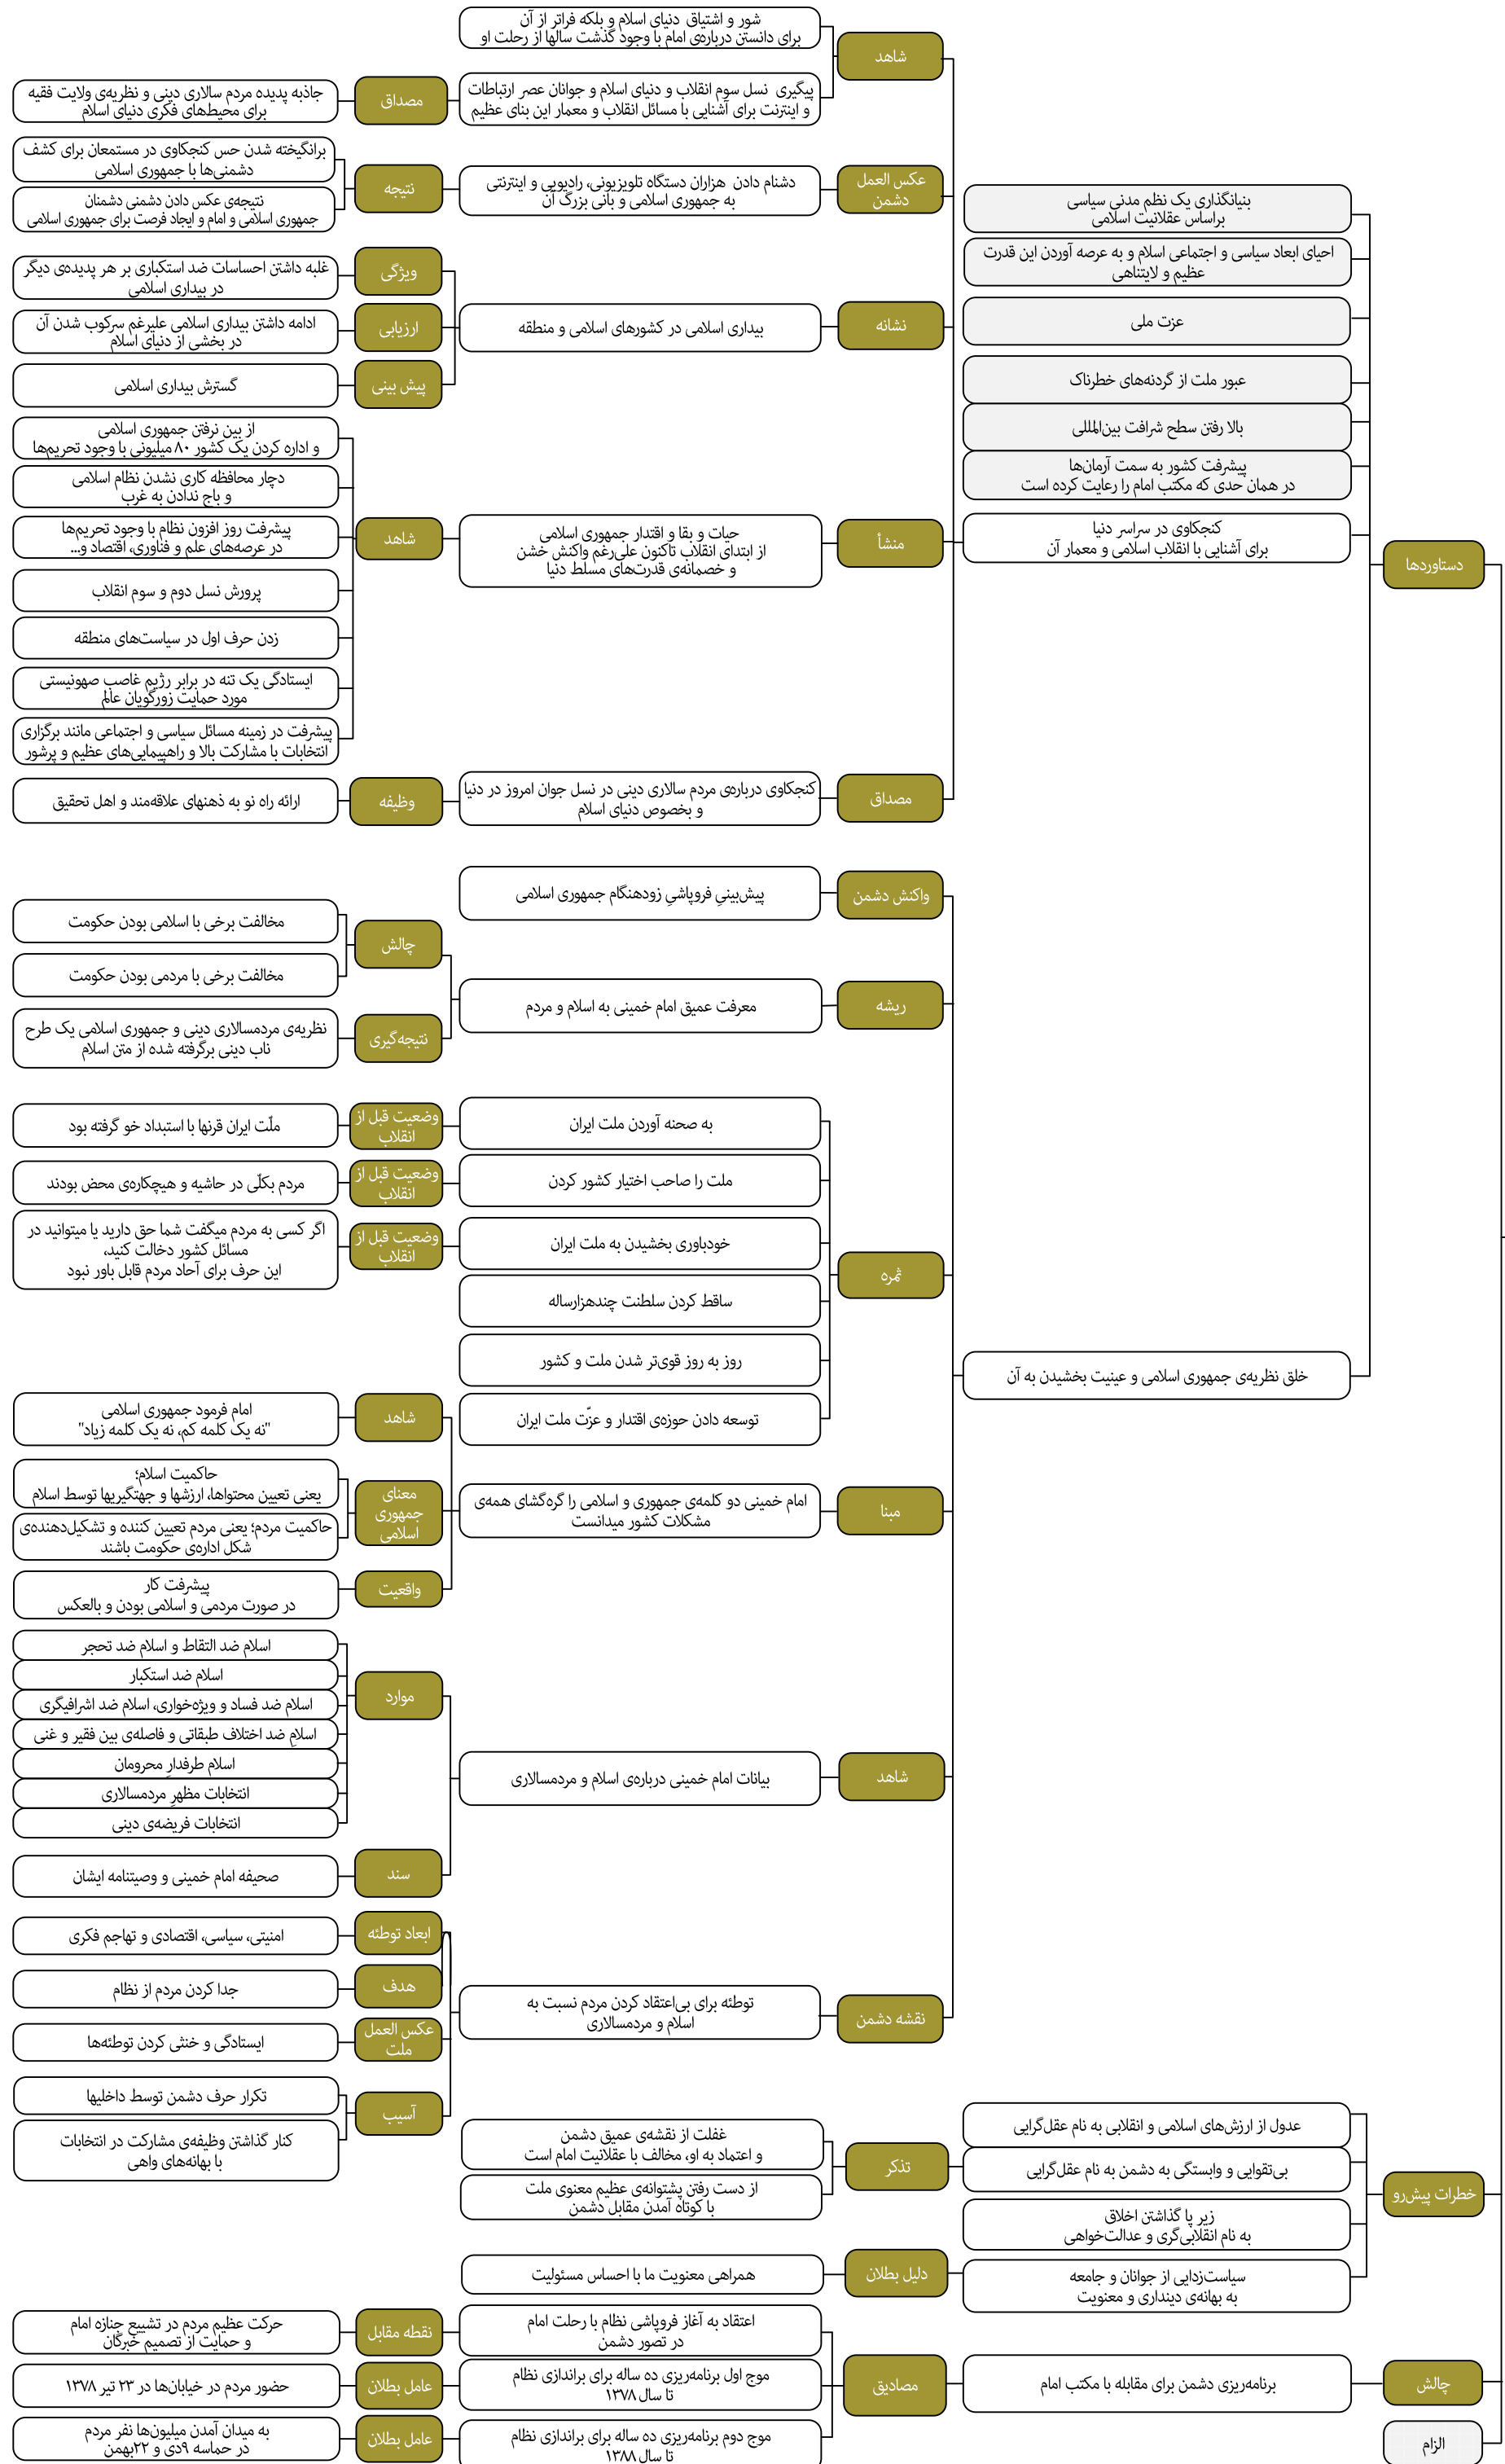 دستاوردها
بنیانگذاری یک نظم مدنی سیاسی
براساس عقلانیت اسلامی
احیای ابعاد سیاسی و اجتماعی اسلام و به عرصه آوردن این قدرت
عظیم و لایتناهی
عزت ملی
عبور ملت از گردنه‌های خطرناک
بالا رفتن سطح شرافت بین‌المللی
پیشرفت کشور به سمت آرمان‌ها
در همان حدی که مکتب امام را رعایت کرده است
کنجکاوی در سراسر دنیا
برای آشنایی با انقلاب اسلامی و معمار آن
شاهد
شور و اشتیاق دنیای اسلام و بلکه فراتر از آن
برای دانستن درباره‌ی امام با وجود گذشت سالها از رحلت او
پیگیری نسل سوم انقلاب و دنیای اسلام و جوانان عصر ارتباطات
و اینترنت برای آشنایی با مسائل انقلاب و معمار این بنای عظیم
مصداق
جاذبه پدیده مردم سالاری دینی و نظریه‌ی ولایت فقیه
برای محیط‌های فکری دنیای اسلام
عکس العمل
دشمن
دشنام دادن هزاران دستگاه تلویزیونی، رادیویی و اینترنتی
به جمهوری اسلامی و بانی بزرگ آن
نتیجه
برانگیخته شدن حس کنجکاوی در مستمعان برای کشف
دشمنی‌ها با جمهوری اسلامی
نتیجه‌ی عکس دادن دشمنی دشمنان
جمهوری اسلامی و امام و ایجاد فرصت برای جمهوری اسلامی
نشانه
بیداری اسلامی در کشورهای اسلامی و منطقه
ویژگی
غلبه داشتن احساسات ضد استکباری بر هر پدیده‌ی دیگر
در بیداری اسلامی
ارزیابی
ادامه داشتن بیداری اسلامی علیرغم سرکوب شدن آن
در بخشی از دنیای اسلام
پیش بینی
گسترش بیداری اسلامی
منشأ
حیات و بقا و اقتدار جمهوری اسلامی
از ابتدای انقلاب تاکنون علی‌رغم واکنش خشن
و خصمانه‌ی قدرت‌های مسلط دنیا
شاهد
از بین نرفتن جمهوری اسلامی
و اداره کردن یک کشور ۸۰ میلیونی با وجود تحریم‌ها
دچار محافظه کاری نشدن نظام اسلامی
و باج ندادن به غرب
پیشرفت روز افزون نظام با وجود تحریم‌ها
در عرصه‌های علم و فناوری، اقتصاد و...
پرورش نسل دوم و سوم انقلاب
زدن حرف اول در سیاست‌های منطقه
ایستادگی یک تنه در برابر رژیم غاصب صهونیستی
مورد حمایت زورگویان عالم
پیشرفت در زمینه مسائل سیاسی و اجتماعی مانند برگزاری
انتخابات با مشارکت بالا و راهپیمایی‌های عظیم و پرشور
مصداق
کنجکاوی درباره‌ی مردم سالاری دینی در نسل جوان امروز در دنیا
و بخصوص دنیای اسلام
وظیفه
ارائه راه نو به ذهنهای علاقه‌مند و اهل تحقیق
خلق نظریه‌ی جمهوری اسلامی و عینیت بخشیدن به آن
واکنش دشمن
پیش‌بینیِ فروپاشیِ زودهنگام جمهوری اسلامی
ریشه
معرفت عمیق امام خمینی به اسلام و مردم
چالش
مخالفت برخی با اسلامی بودن حکومت
مخالفت برخی با مردمی بودن حکومت
نتیجه‌گیری
نظریه‌ی مردمسالاری دینی و جمهوری اسلامی یک طرح
ناب دینی برگرفته شده از متن اسلام
ثمره
به صحنه آوردن ملت ایران
وضعیت قبل از
انقلاب
ملّت ایران قرنها با استبداد خو گرفته بود
ملت را صاحب اختیار کشور کردن
وضعیت قبل از
انقلاب
مردم بکلّی در حاشیه و هیچکاره‌ی محض بودند
خودباوری بخشیدن به ملت ایران
وضعیت قبل از
انقلاب
اگر کسی به مردم میگفت شما حق دارید یا میتوانید در
مسائل کشور دخالت کنید،
این حرف برای آحاد مردم قابل باور نبود
ساقط کردن سلطنت چندهزارساله
روز به روز قوی‌تر شدن ملت و کشور
توسعه دادن حوزه‌ی اقتدار و عزّت ملت ایران
مبنا
امام خمینی دو کلمه‌ی جمهوری و اسلامی را گره‌گشای همه‌ی
مشکلات کشور میدانست
شاهد
امام فرمود جمهوری اسلامی
"نه یک کلمه کم، نه یک کلمه زیاد"
معنای
جمهوری
اسلامی
حاکمیت اسلام؛
یعنی تعیین محتواها، ارزشها و جهتگیریها توسط اسلام
حاکمیت مردم؛ یعنی مردم تعیین کننده و تشکیل‌دهنده‌ی
شکل اداره‌ی حکومت باشند
واقعیت
پیشرفت کار
در صورت مردمی و اسلامی بودن و بالعکس
شاهد
بیانات امام خمینی درباره‌ی اسلام و مردمسالاری
موارد
اسلام ضد التقاط و اسلام ضد تحجر
اسلام ضد استکبار
اسلام ضد فساد و ویژه‌خواری، اسلام ضد اشرافیگری
اسلامِ ضد اختلاف طبقاتی و فاصله‌ی بین فقیر و غنی
اسلام طرفدارِ محرومان
انتخابات مظهرِ مردمسالاری
انتخابات فریضه‌ی دینی
سند
صحیفه امام خمینی و وصیتنامه ایشان
نقشه دشمن
توطئه برای بی‌اعتقاد کردن مردم نسبت به
اسلام و مردمسالاری
ابعاد توطئه
امنیتی، سیاسی، اقتصادی و تهاجم فکری
هدف
جدا کردن مردم از نظام
عکس العمل
ملت
ایستادگی و خنثی کردن توطئه‌ها
آسیب
تکرار حرف دشمن توسط داخلیها
کنار گذاشتن وظیفه‌ی مشارکت در انتخابات
با بهانه‌های واهی
خطرات پیش‌رو
عدول از ارزش‌های اسلامی و انقلابی به نام عقل‌گرایی
بی‌تقوایی و وابستگی به دشمن به نام عقل‌گرایی
تذکر
غفلت از نقشه‌ی عمیق دشمن
و اعتماد به او، مخالف با عقلانیت امام است
از دست رفتن پشتوانه‌ی عظیم معنوی ملت
با کوتاه آمدن مقابل دشمن
زیر پا گذاشتن اخلاق
به نام انقلابی‌گری و عدالت‌خواهی
سیاست‌زدایی از جوانان و جامعه
به بهانه‌ی دینداری و معنویت
دلیل بطلان
همراهی معنویت ما با احساس مسئولیت
چالش
برنامه‌ریزی دشمن برای مقابله با مکتب امام
مصادیق
اعتقاد به آغاز فروپاشی نظام با رحلت امام
در تصور دشمن
نقطه مقابل
حرکت عظیم مردم در تشییع جنازه امام
و حمایت از تصمیم خبرگان
موج اول برنامه‌ریزی ده ساله برای براندازی نظام
تا سال ۱۳۷۸
عامل بطلان
حضور مردم در خیابان‌ها در ۲۳ تیر ۱۳۷۸
موج دوم برنامه‌ریزی ده ساله برای براندازی نظام
تا سال ۱۳۸۸
عامل بطلان
به میدان آمدن میلیون‌ها نفر مردم
در حماسه ۹دی و ۲۲بهمن
الزام